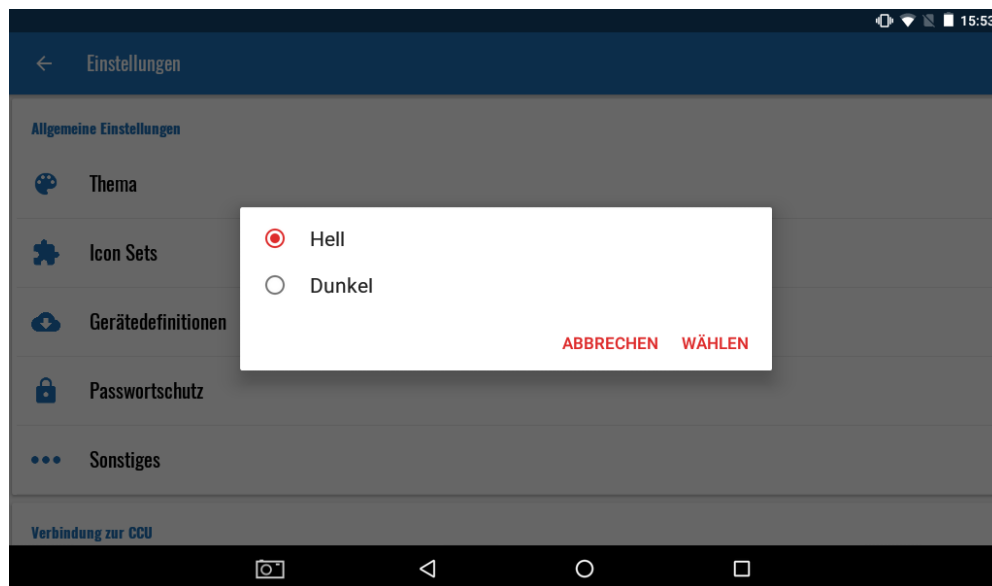 15:53
Einstellungen
Allgemeine Einstellungen
Thema
Icon Sets
Gerätedefinitionen
Passwortschutz
Sonstiges
Verbindung zur CCU
Hell
Dunkel
ABBRECHEN WÄHLEN